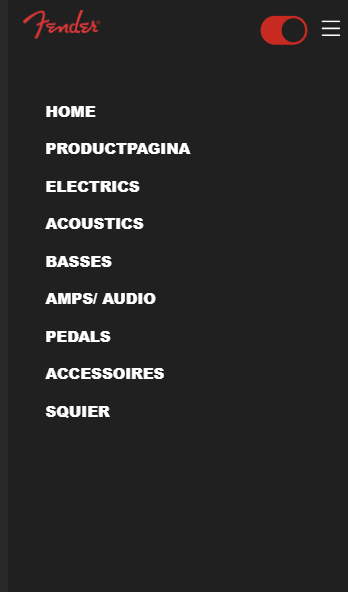 Fender
HOME
PRODUCTPAGINA
ELECTRICS
ACOUSTICS
BASSES
AMPS/ AUDIO
PEDALS
ACCESSOIRES
SQUIER